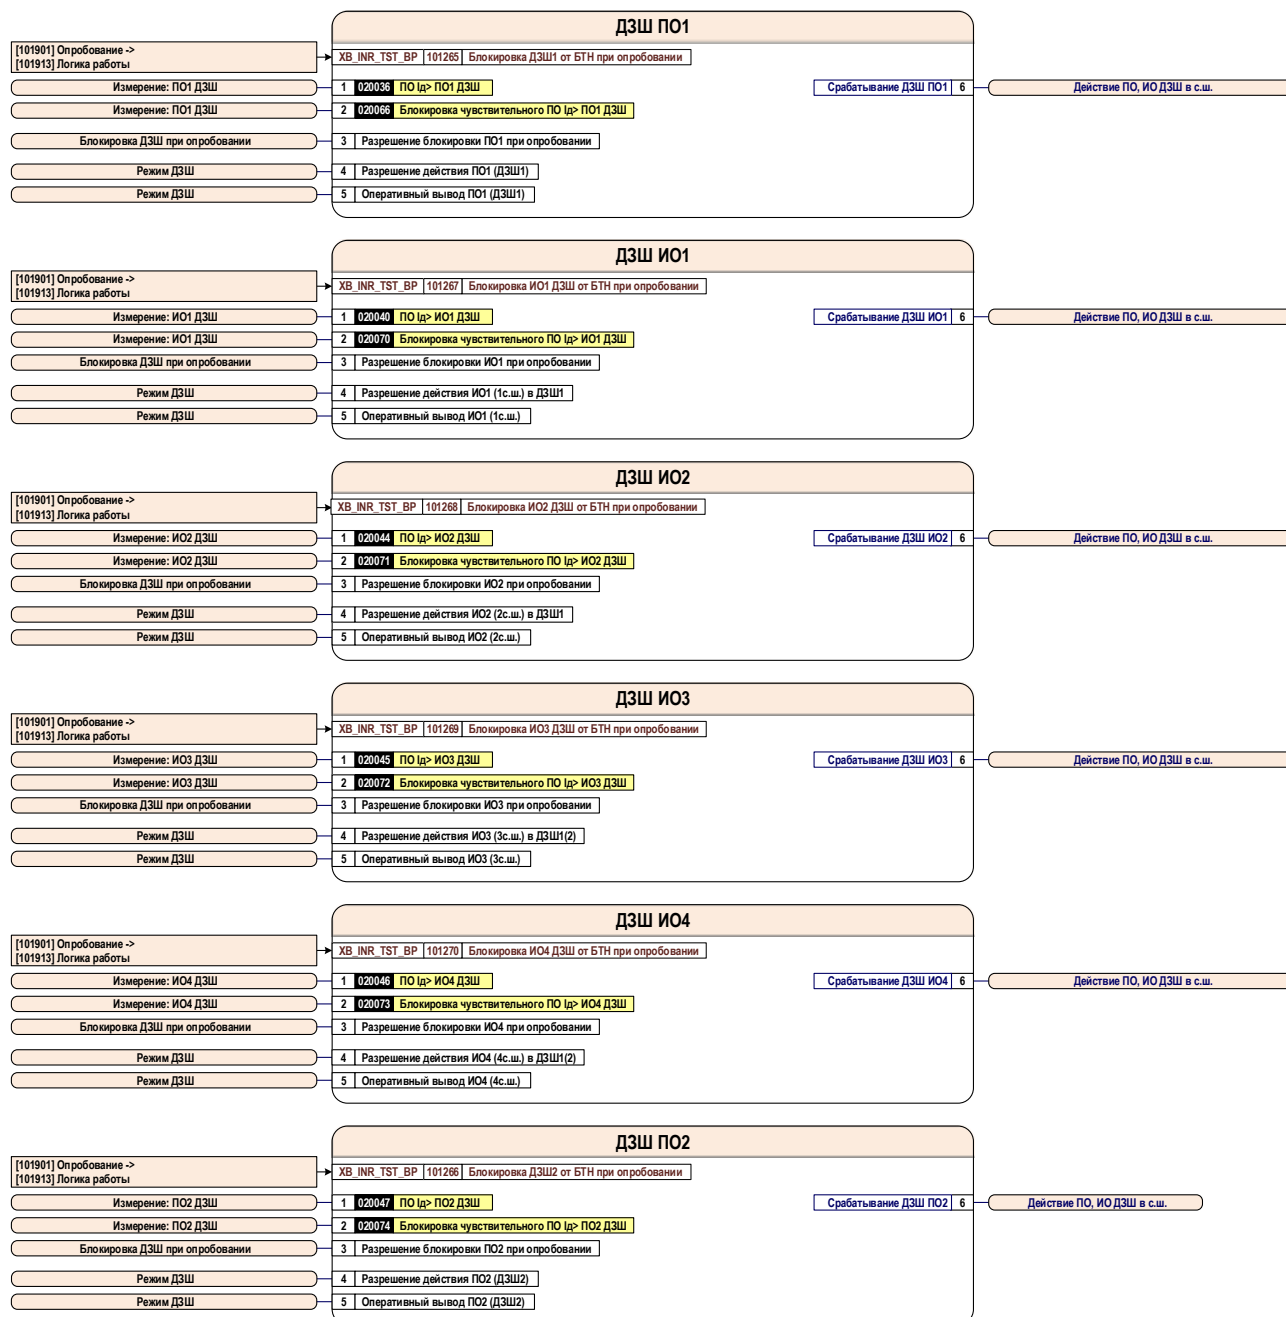 ДЗШ ПО1
[101901] Опробование ->
[101913] Логика работы
XB_INR_TST_BP 101265 Блокировка ДЗШ1 от БТН при опробовании
Измерение: ПО1 ДЗШ 1 020036 ПО Iд> ПО1 ДЗШ Срабатывание ДЗШ ПО1 6 Действие ПО, ИО ДЗШ в с.ш.
Измерение: ПО1 ДЗШ 2 020066 Блокировка чувствительного ПО Iд> ПО1 ДЗШ
Блокировка ДЗШ при опробовании 3 Разрешение блокировки ПО1 при опробовании
Режим ДЗШ 4 Разрешение действия ПО1 (ДЗШ1)
Режим ДЗШ 5 Оперативный вывод ПО1 (ДЗШ1)
ДЗШ ИО1
[101901] Опробование ->
[101913] Логика работы
XB_INR_TST_BP 101267 Блокировка ИО1 ДЗШ от БТН при опробовании
Измерение: ИО1 ДЗШ 1 020040 ПО Iд> ИО1 ДЗШ Срабатывание ДЗШ ИО1 6 Действие ПО, ИО ДЗШ в с.ш.
Измерение: ИО1 ДЗШ 2 020070 Блокировка чувствительного ПО Iд> ИО1 ДЗШ
Блокировка ДЗШ при опробовании 3 Разрешение блокировки ИО1 при опробовании
Режим ДЗШ 4 Разрешение действия ИО1 (1с.ш.) в ДЗШ1
Режим ДЗШ 5 Оперативный вывод ИО1 (1с.ш.)
ДЗШ ИО2
[101901] Опробование ->
[101913] Логика работы
XB_INR_TST_BP 101268 Блокировка ИО2 ДЗШ от БТН при опробовании
Измерение: ИО2 ДЗШ 1 020044 ПО Iд> ИО2 ДЗШ Срабатывание ДЗШ ИО2 6 Действие ПО, ИО ДЗШ в с.ш.
Измерение: ИО2 ДЗШ 2 020071 Блокировка чувствительного ПО Iд> ИО2 ДЗШ
Блокировка ДЗШ при опробовании 3 Разрешение блокировки ИО2 при опробовании
Режим ДЗШ 4 Разрешение действия ИО2 (2с.ш.) в ДЗШ1
Режим ДЗШ 5 Оперативный вывод ИО2 (2с.ш.)
ДЗШ ИО3
[101901] Опробование ->
[101913] Логика работы
XB_INR_TST_BP 101269 Блокировка ИО3 ДЗШ от БТН при опробовании
Измерение: ИО3 ДЗШ 1 020045 ПО Iд> ИО3 ДЗШ Срабатывание ДЗШ ИО3 6 Действие ПО, ИО ДЗШ в с.ш.
Измерение: ИО3 ДЗШ 2 020072 Блокировка чувствительного ПО Iд> ИО3 ДЗШ
Блокировка ДЗШ при опробовании 3 Разрешение блокировки ИО3 при опробовании
Режим ДЗШ 4 Разрешение действия ИО3 (3с.ш.) в ДЗШ1(2)
Режим ДЗШ 5 Оперативный вывод ИО3 (3с.ш.)
ДЗШ ИО4
[101901] Опробование ->
[101913] Логика работы
XB_INR_TST_BP 101270 Блокировка ИО4 ДЗШ от БТН при опробовании
Измерение: ИО4 ДЗШ 1 020046 ПО Iд> ИО4 ДЗШ Срабатывание ДЗШ ИО4 6 Действие ПО, ИО ДЗШ в с.ш.
Измерение: ИО4 ДЗШ 2 020073 Блокировка чувствительного ПО Iд> ИО4 ДЗШ
Блокировка ДЗШ при опробовании 3 Разрешение блокировки ИО4 при опробовании
Режим ДЗШ 4 Разрешение действия ИО4 (4с.ш.) в ДЗШ1(2)
Режим ДЗШ 5 Оперативный вывод ИО4 (4с.ш.)
ДЗШ ПО2
[101901] Опробование ->
[101913] Логика работы
XB_INR_TST_BP 101266 Блокировка ДЗШ2 от БТН при опробовании
Измерение: ПО2 ДЗШ 1 020047 ПО Iд> ПО2 ДЗШ Срабатывание ДЗШ ПО2 6 Действие ПО, ИО ДЗШ в с.ш.
Измерение: ПО2 ДЗШ 2 020074 Блокировка чувствительного ПО Iд> ПО2 ДЗШ
Блокировка ДЗШ при опробовании 3 Разрешение блокировки ПО2 при опробовании
Режим ДЗШ 4 Разрешение действия ПО2 (ДЗШ2)
Режим ДЗШ 5 Оперативный вывод ПО2 (ДЗШ2)